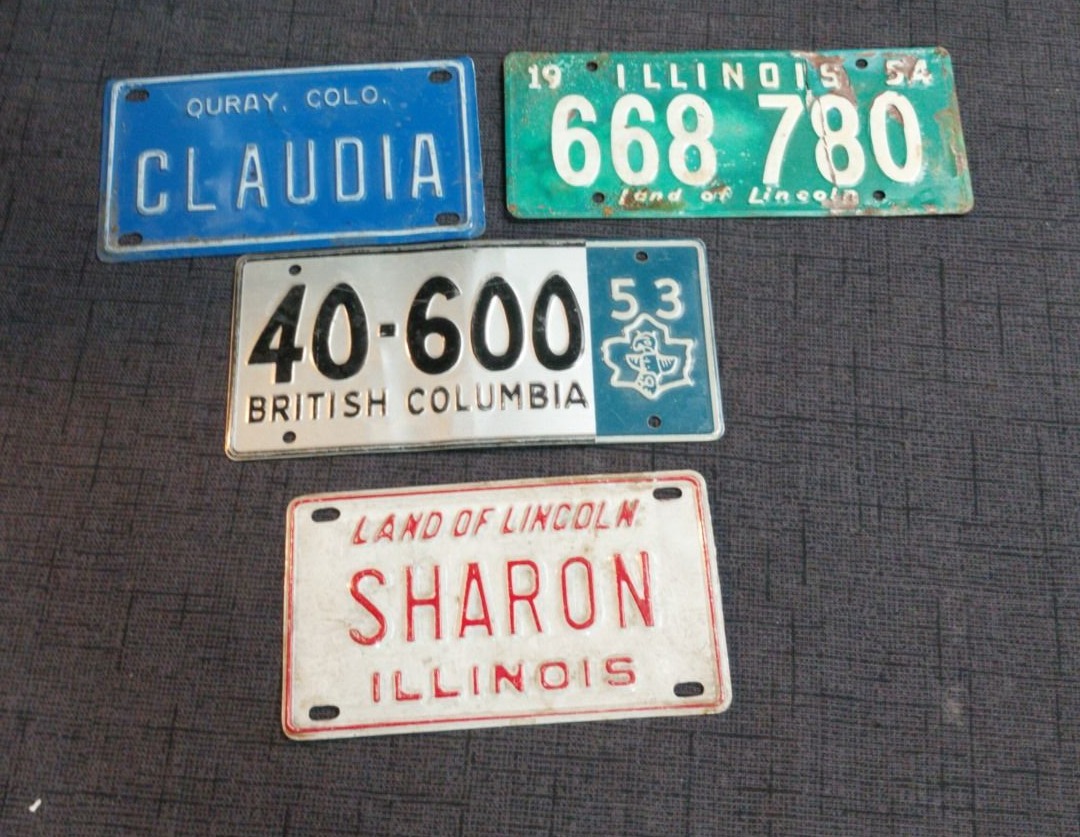 OURAY, COLO.
CLAUDIA
19 ILLINOIS 54
668 780
Land of Lincoln
40-600
BRITISH COLUMBIA
53
LAND OF LINCOLN
SHARON
ILLINOIS